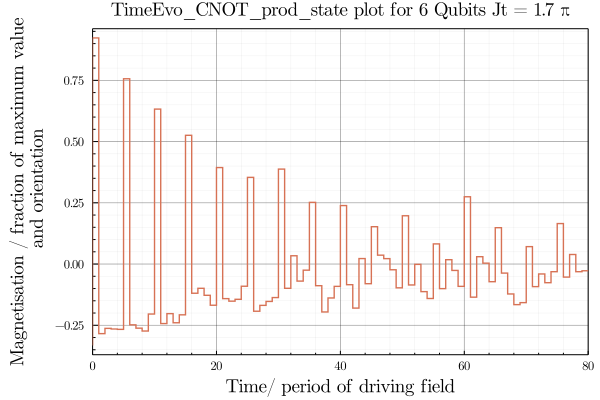 TimeEvo_CNOT_prod_state plot for 6 Qubits Jt = 1.7 π
Magnetisation / fraction of maximum value
and orientation
0.75
0.50
0.25
0.00
−0.25
0 20 40 60 80
Time/ period of driving field